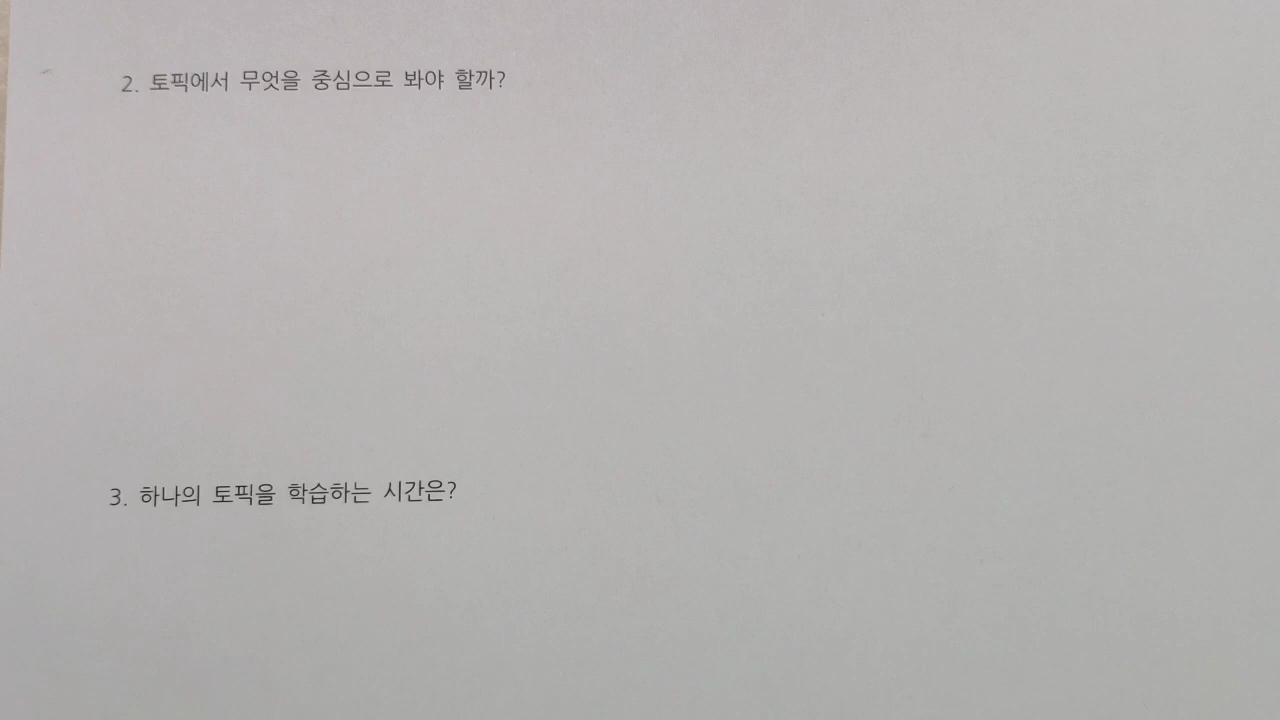 2. 토픽에서 무엇을 중심으로 봐야 할까?
3. 하나의 토픽을 학습하는 시간은?